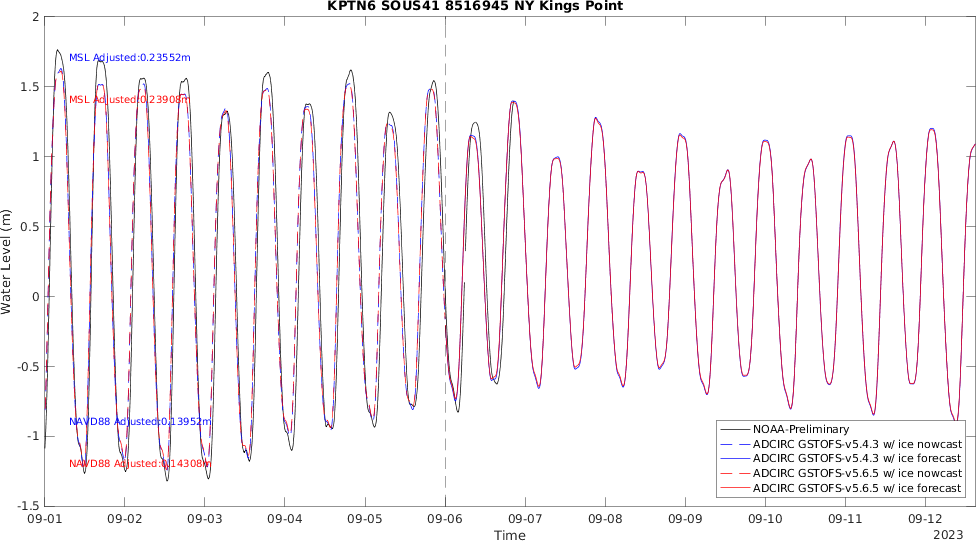 KPTN6 SOUS41 8516945 NY Kings Point
Water Level (m)
2
1.5
1
0.5
0
-0.5
-1
-1.5
MSL Adjusted:0.23552m
MSL Adjusted:0.23908m
NAVD88 Adjusted:0.13952m
NAVD88 Adjusted:0.14308m
NOAA-Preliminary
ADCIRC GSTOFS-v5.4.3 w/ ice nowcast
ADCIRC GSTOFS-v5.4.3 w/ ice forecast
ADCIRC GSTOFS-v5.6.5 w/ ice nowcast
ADCIRC GSTOFS-v5.6.5 w/ ice forecast
09-01 09-02 09-03 09-04 09-05 09-06 09-07 09-08 09-09 09-10 09-11 09-12
Time
2023